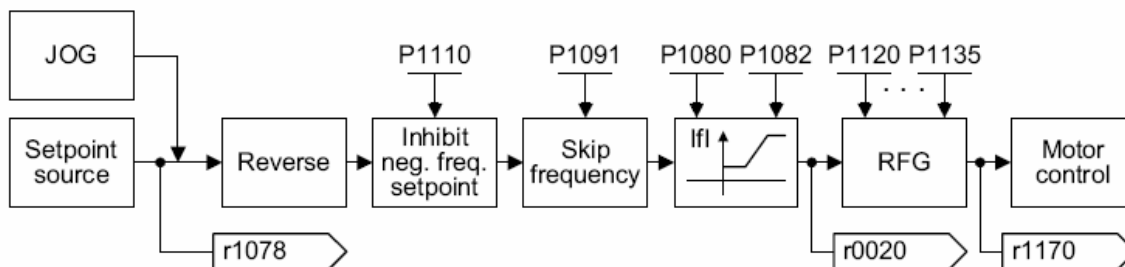 JOG
P1110
P1091
P1080
P1082
P1120
P1135
. . .
Setpoint
source
Reverse
Inhibit
neg. freq.
setpoint
Skip
frequency
|f|
RFG
Motor
control
r1078
r0020
r1170